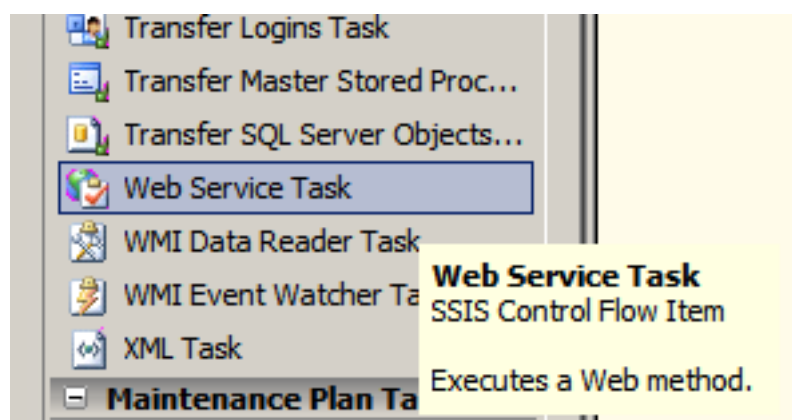 Transfer Logins Task
Transfer Master Stored Proc...
Transfer SQL Server Objects...
Web Service Task
WMI Data Reader Task
WMI Event Watcher Ta
XML Task
Maintenance Plan Ta
Web Service Task
SSIS Control Flow Item
Executes a Web method.